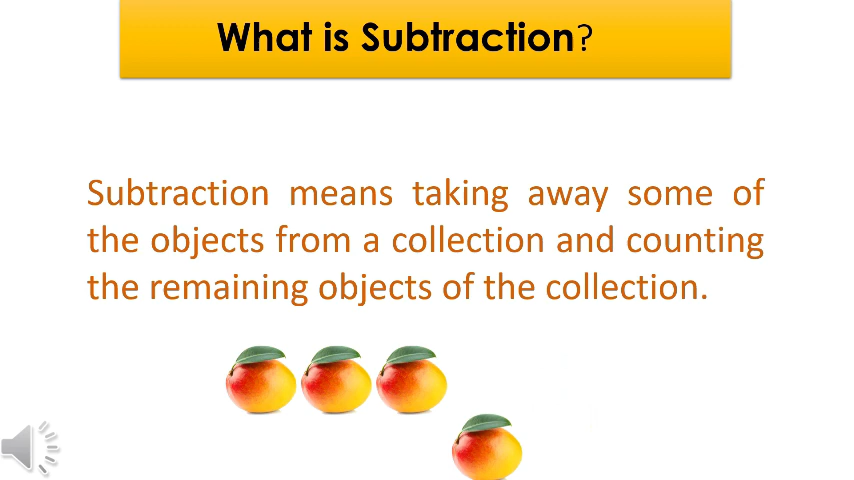 What is Subtraction?
Subtraction means taking away some of
the objects from a collection and counting
the remaining objects of the collection.